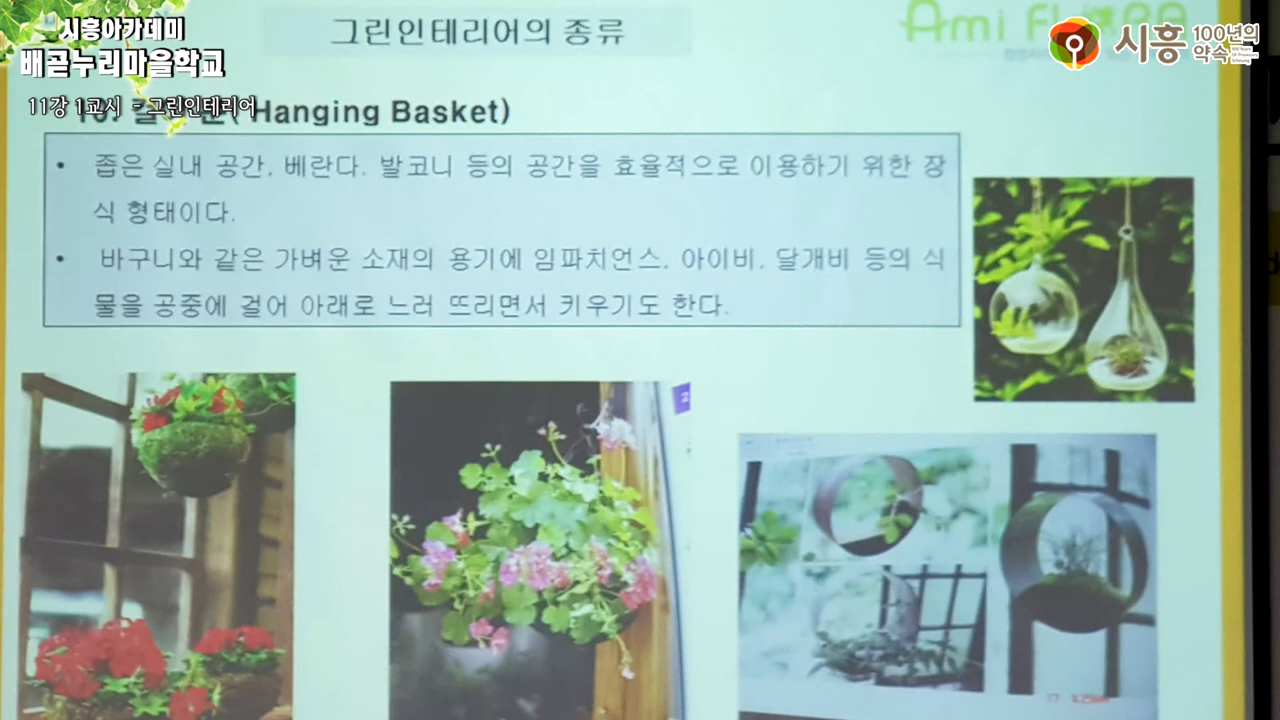 시흥아카데미
배곧누리마을학교
11강 1교시 - 그린인테리어
그린인테리어의 종류
시흥 100년의 약속
(Hanging Basket)
• 좁은 실내 공간, 베란다. 발코니 등의 공간을 효율적으로 이용하기 위한 장
식 형태이다.
• 바구니와 같은 가벼운 소재의 용기에 임파치언스, 아이비, 달개비 등의 식
물을 공중에 걸어 아래로 느러 뜨리면서 키우기도 한다.